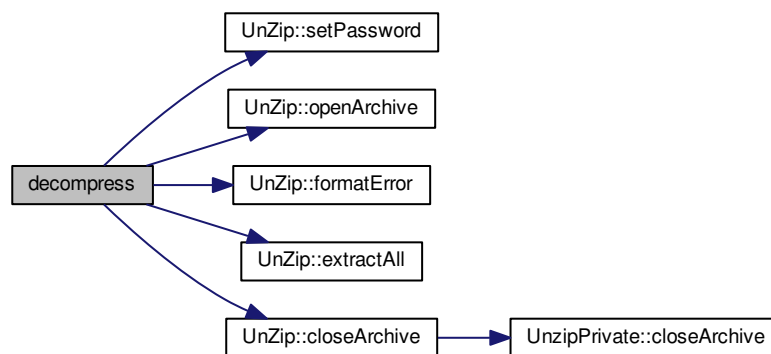 UnZip::setPassword
UnZip::openArchive
decompress
UnZip::formatError
UnZip::extractAll
UnZip::closeArchive
UnzipPrivate::closeArchive